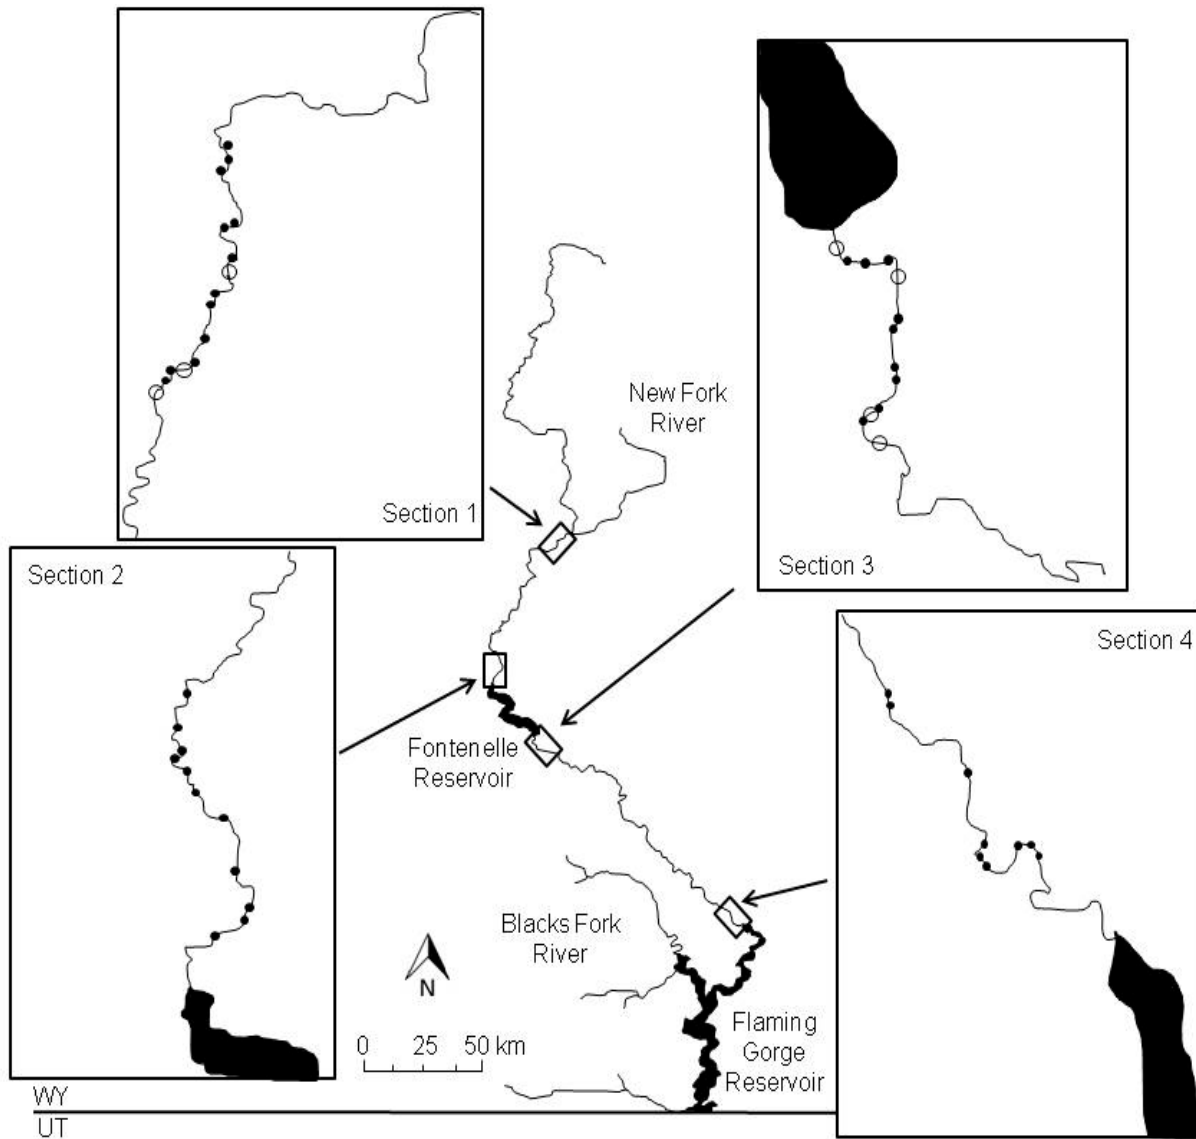 New Fork
River
Section 1
Section 2
Section 3
Section 4
Fontenelle
Reservoir
Blacks Fork
River
N
0 25 50 km
Flaming
Gorge
Reservoir
WY
UT